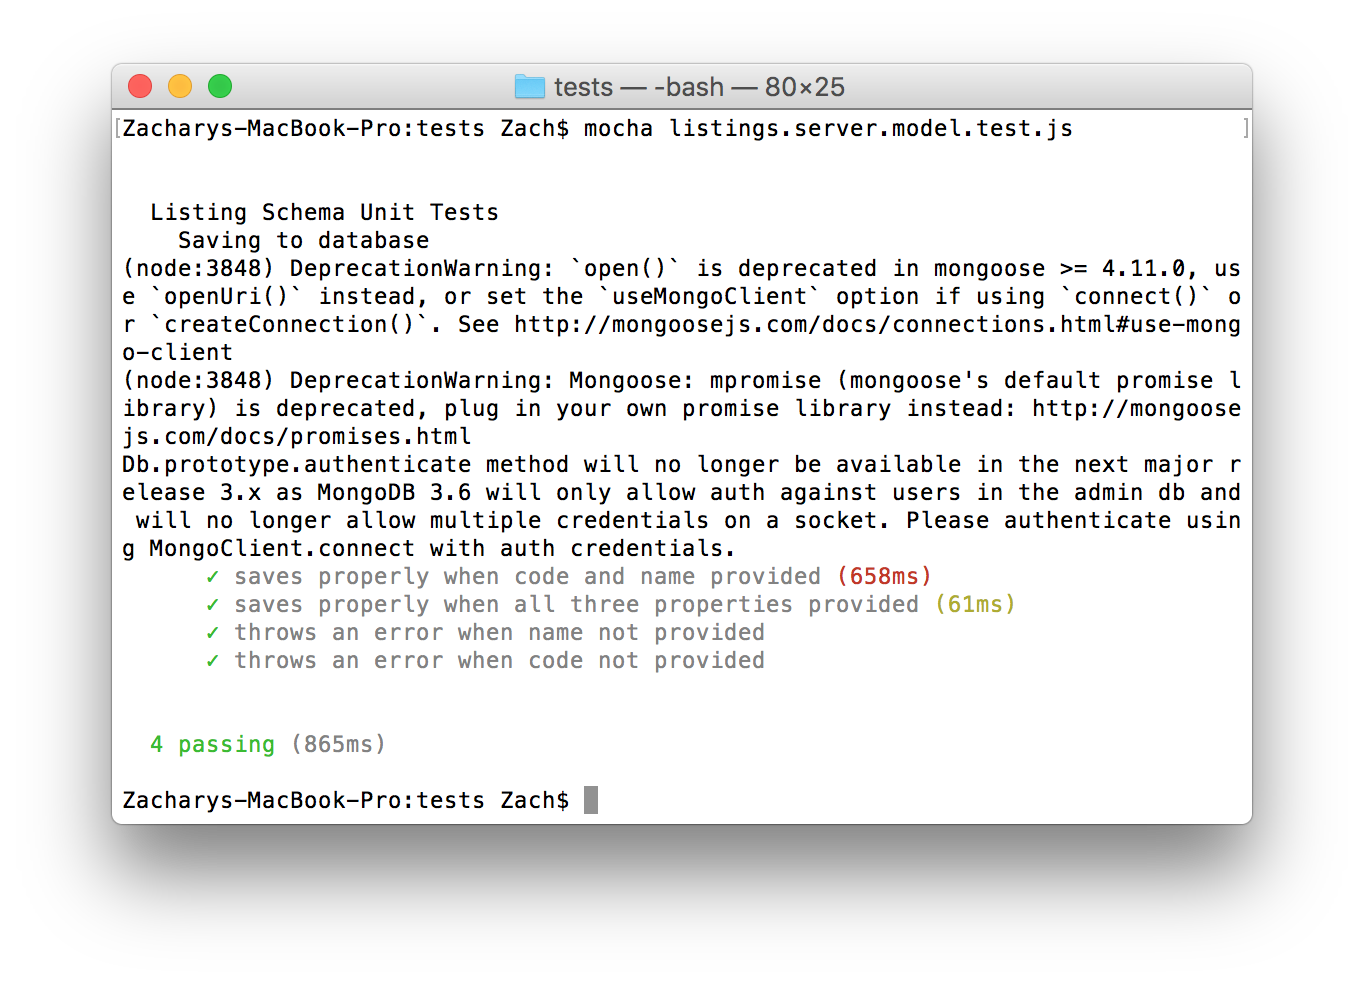 tests — -bash — 80×25
[Zacharys-MacBook-Pro:tests Zach$ mocha listings.server.model.test.js ]
Listing Schema Unit Tests
Saving to database
(node:3848) DeprecationWarning: `open()` is deprecated in mongoose >= 4.11.0, us
e `openUri()` instead, or set the `useMongoClient` option if using `connect()` o
r `createConnection()`. See http://mongoosejs.com/docs/connections.html#use-mong
o-client
(node:3848) DeprecationWarning: Mongoose: mpromise (mongoose's default promise l
ibrary) is deprecated, plug in your own promise library instead: http://mongoose
js.com/docs/promises.html
Db.prototype.authenticate method will no longer be available in the next major r
elease 3.x as MongoDB 3.6 will only allow auth against users in the admin db and
 will no longer allow multiple credentials on a socket. Please authenticate usin
g MongoClient.connect with auth credentials.
✓ saves properly when code and name provided (658ms)
✓ saves properly when all three properties provided (61ms)
✓ throws an error when name not provided
✓ throws an error when code not provided
4 passing (865ms)
Zacharys-MacBook-Pro:tests Zach$